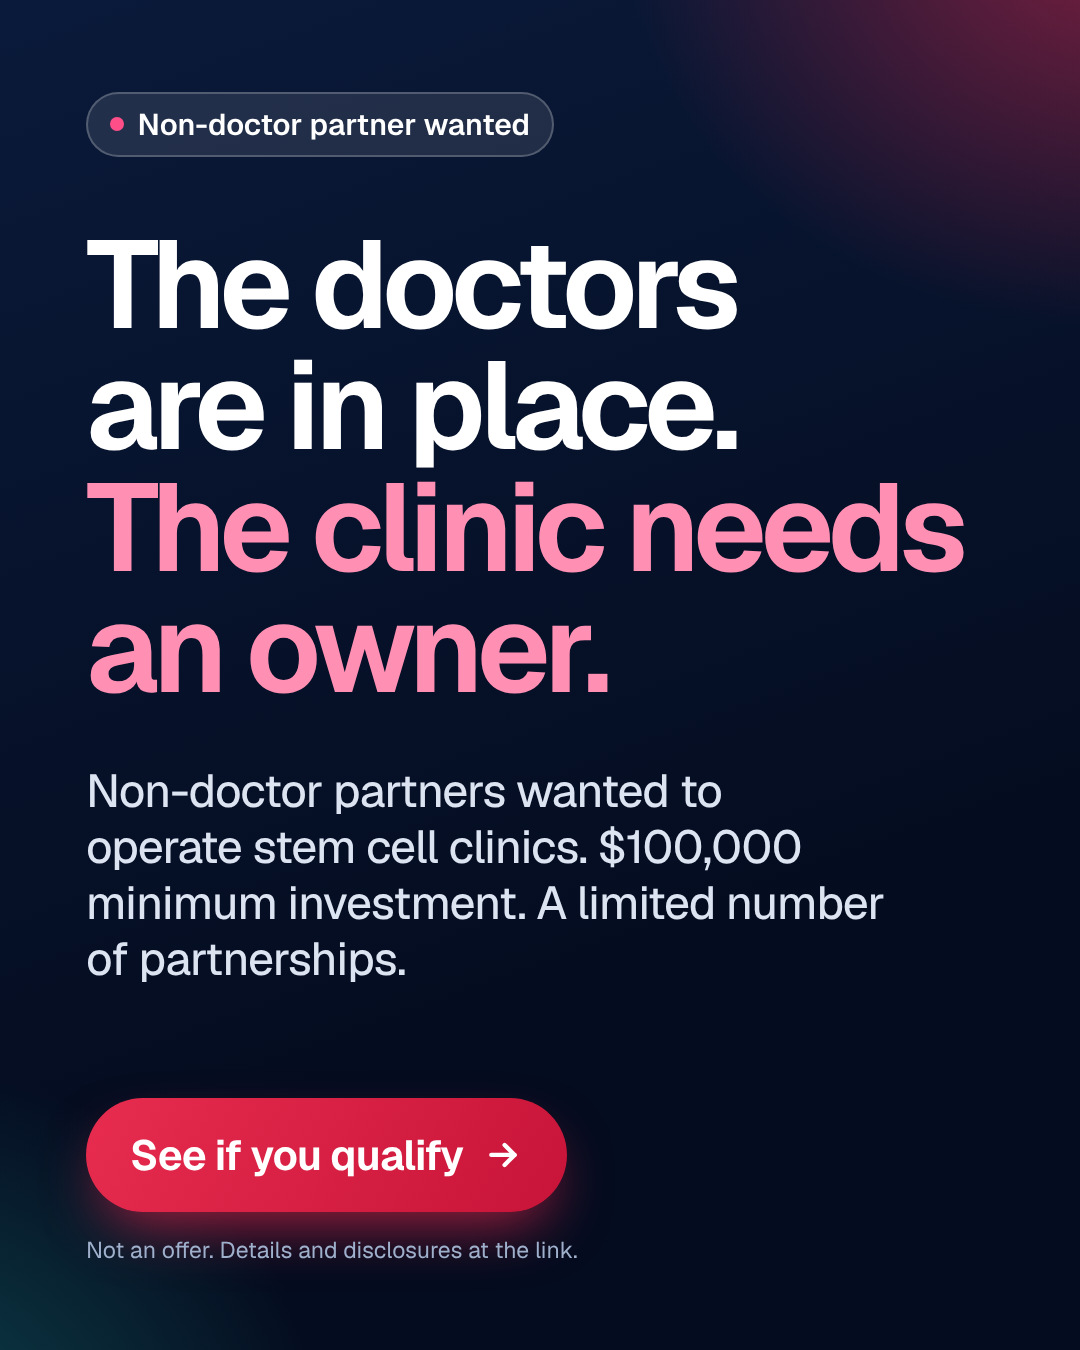 Non-doctor partner wanted
The doctors
are in place.
The clinic needs
an owner.
Non-doctor partners wanted to
operate stem cell clinics. $100,000
minimum investment. A limited number
of partnerships.
See if you qualify →
Not an offer. Details and disclosures at the link.